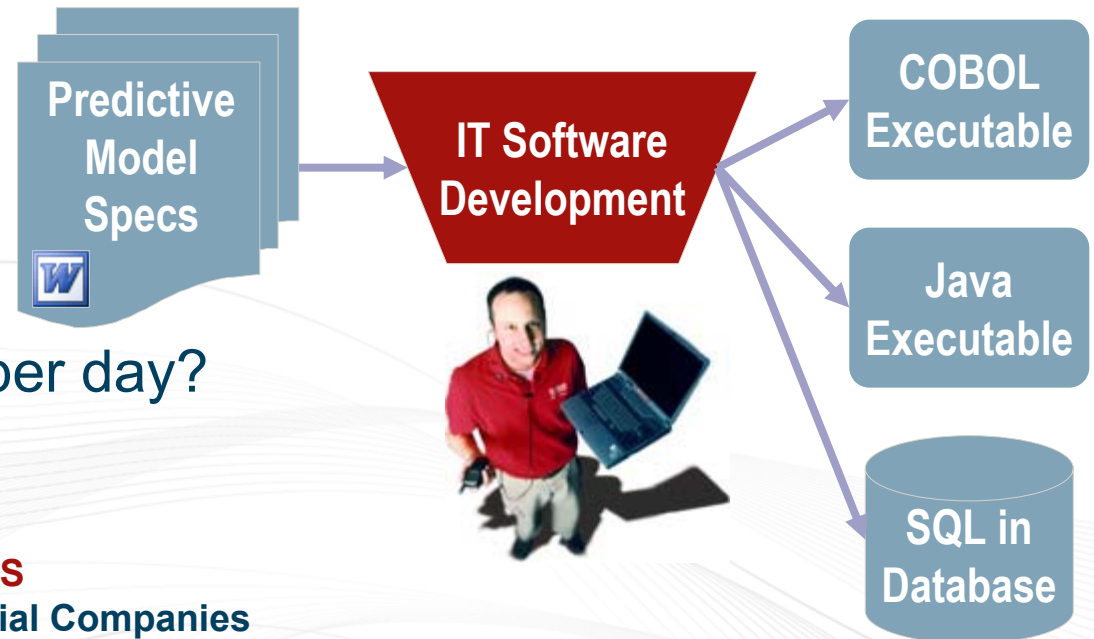 Predictive
Model
Specs
W
IT Software
Development
COBOL
Executable
Java
Executable
SQL in
Database
per day?
S
ial Companies